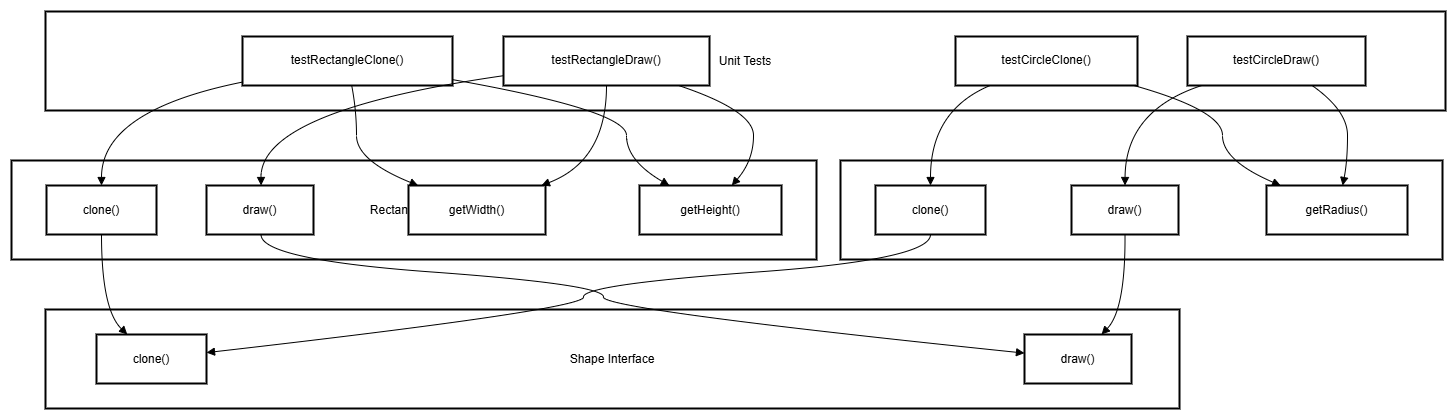 testRectangleClone()
testRectangleDraw()
Unit Tests
testCircleClone()
testCircleDraw()
clone()
draw()
Rectan
getWidth()
getHeight()
clone()
draw()
getRadius()
clone()
Shape Interface
draw()